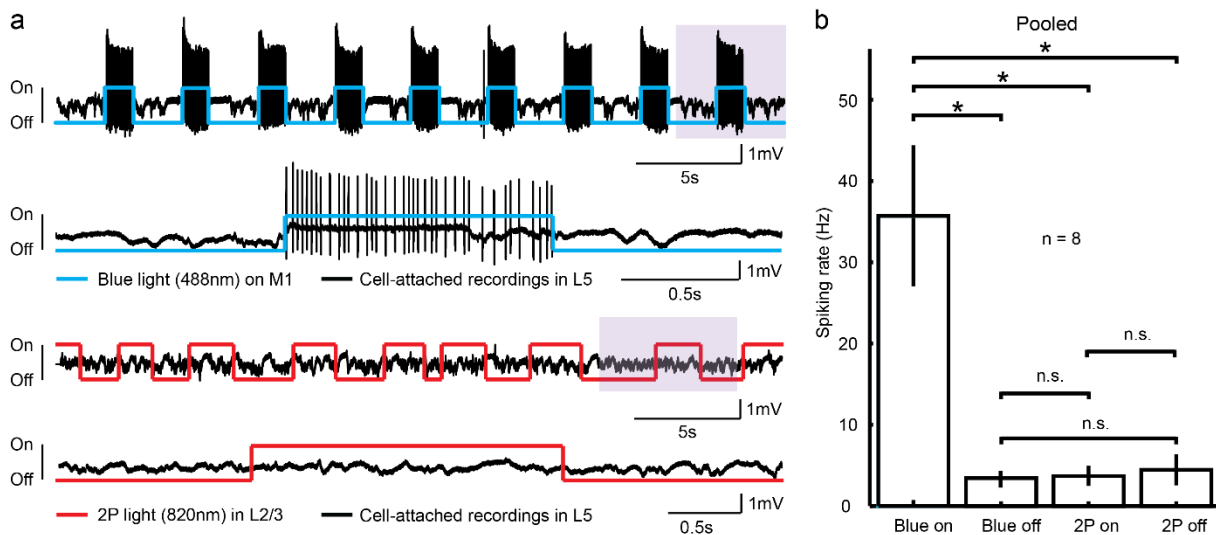 a
On
Off
1mV
5s
On
Off
1mV
Blue light (488nm) on M1 Cell-attached recordings in L5
0.5s
On
Off
1mV
5s
On
Off
1mV
2P light (820nm) in L2/3 Cell-attached recordings in L5
0.5s
b
Pooled
*
*
*
50
40
30
20
10
0
Spiking rate (Hz)
n = 8
n.s.
n.s.
n.s.
Blue on Blue off 2P on 2P off